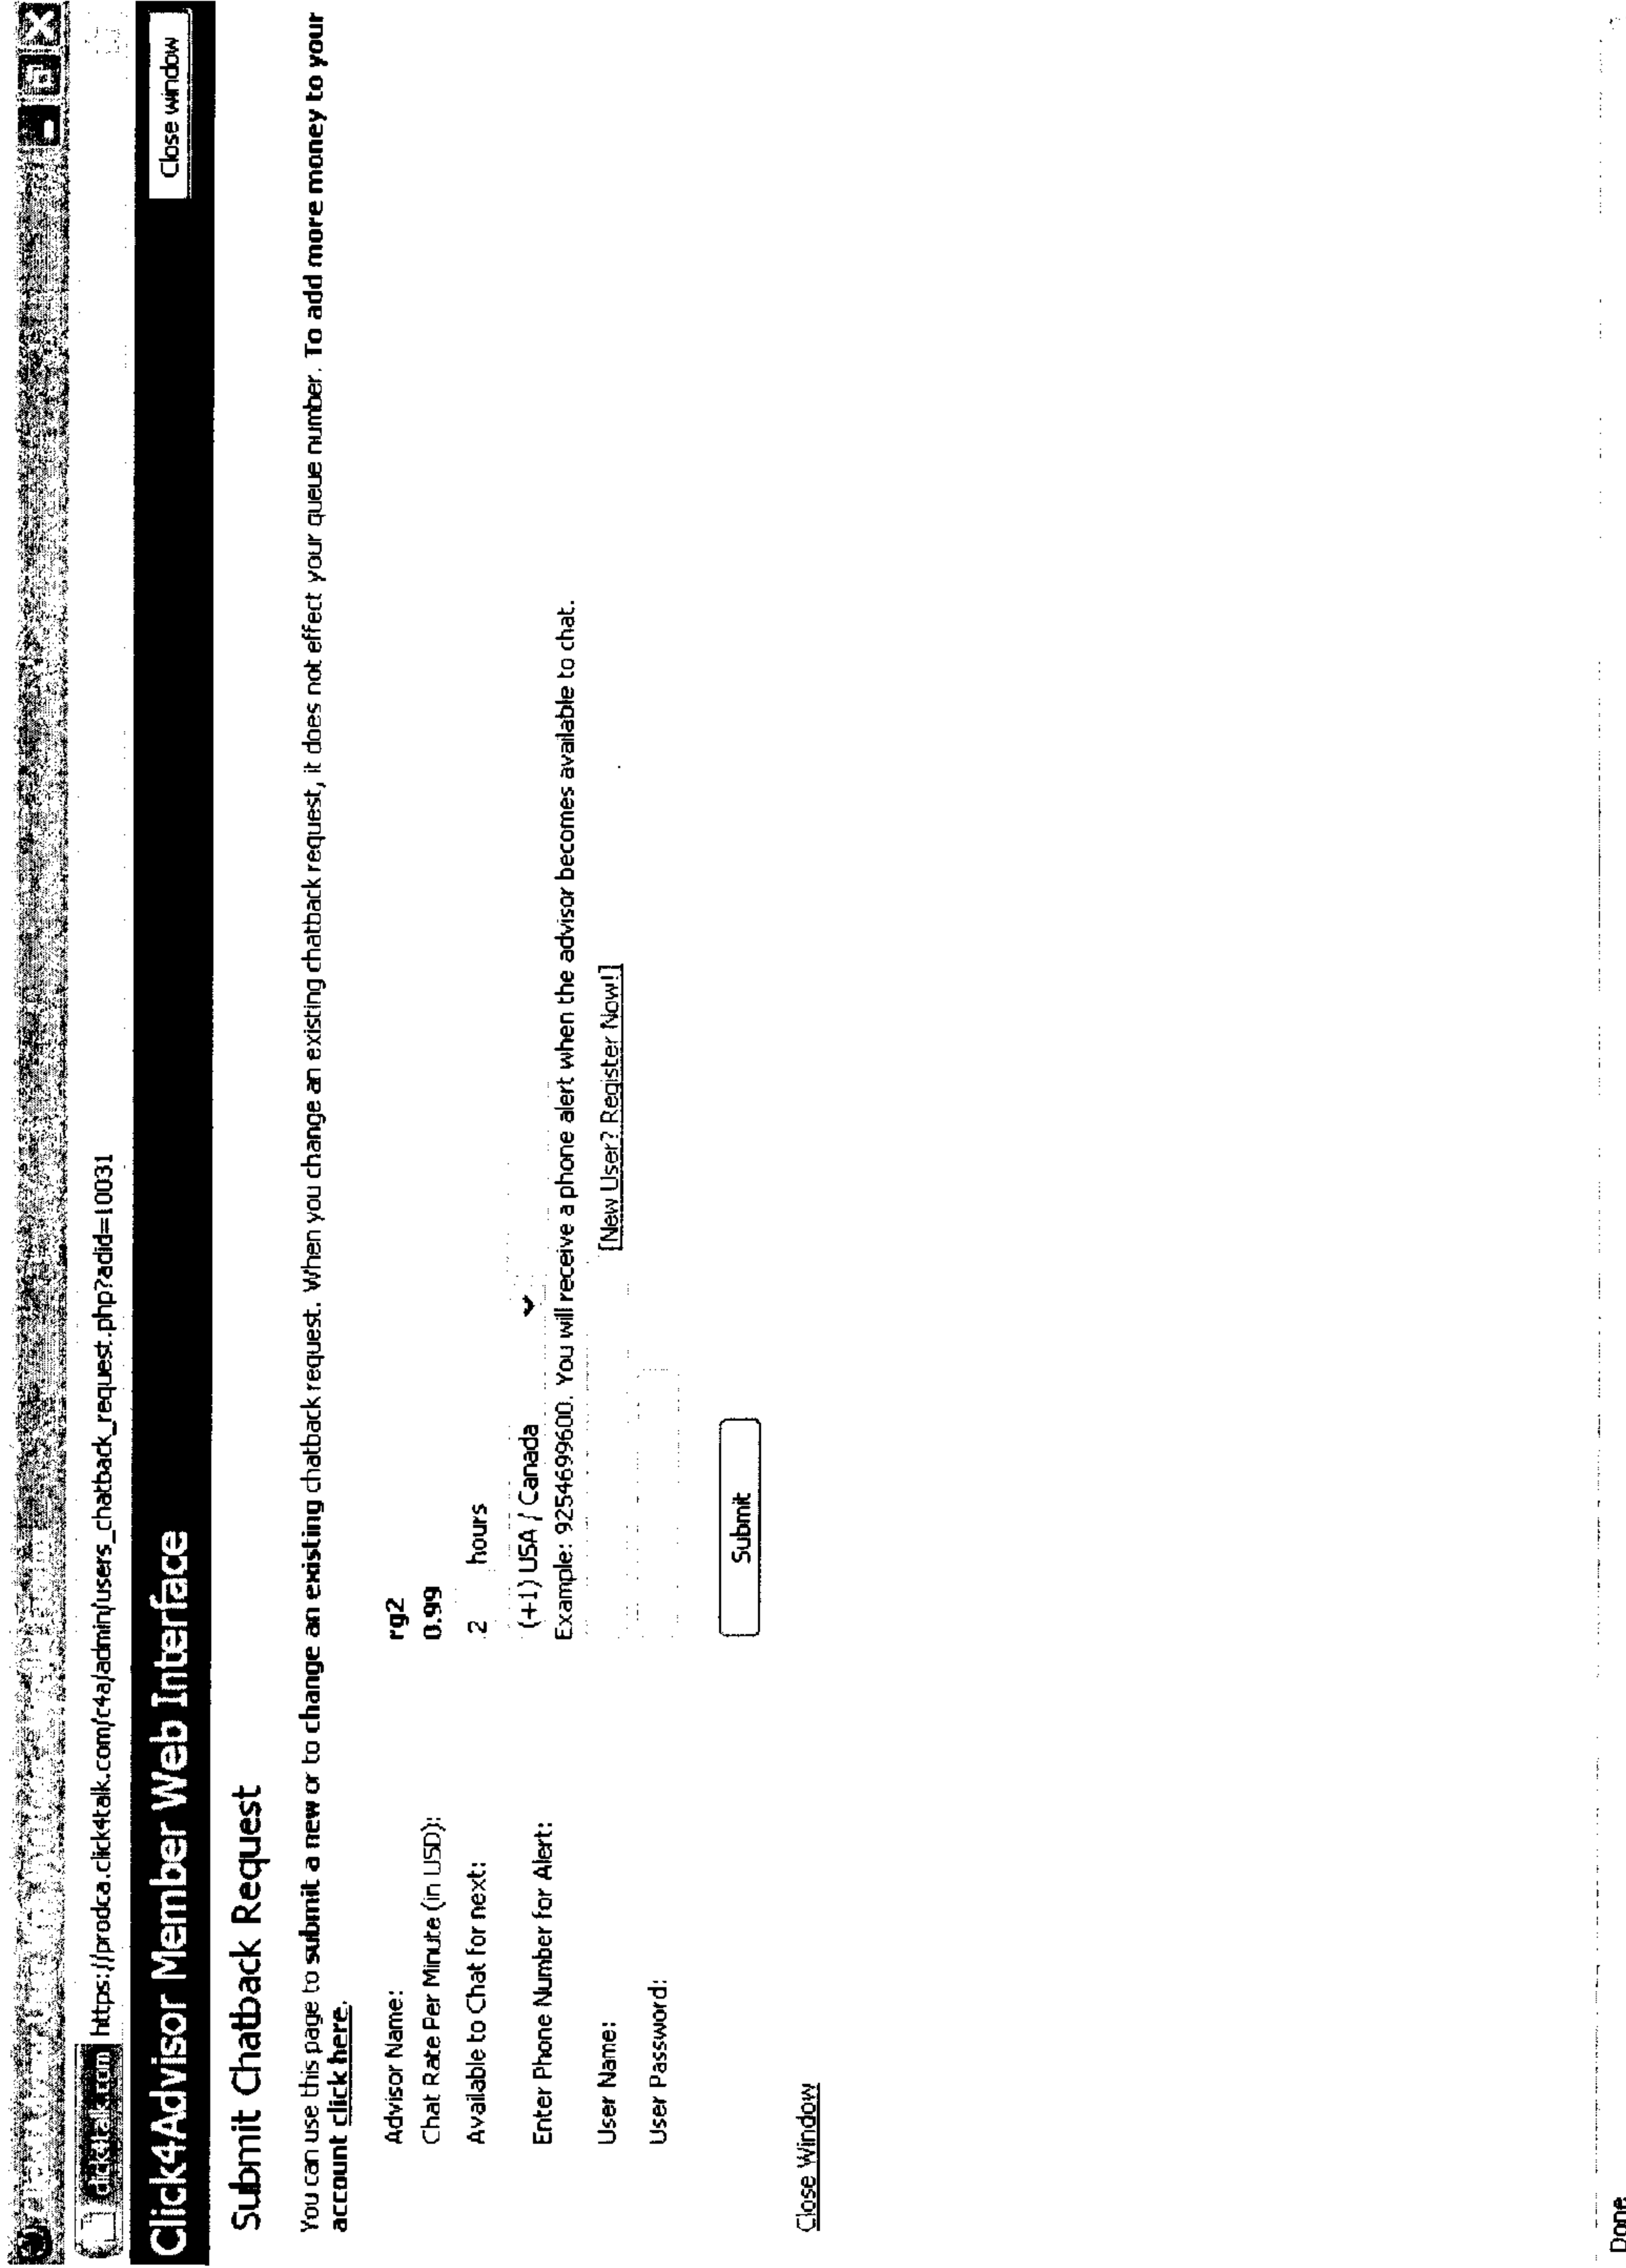 click4talk.com https://prodca.click4talk.com/c4a/admin/users_chatback_request.php?adid=10031
Click4Advisor Member Web Interface Close window
Submit Chatback Request
You can use this page to submit a new or to change an existing chatback request. When you change an existing chatback request, it does not effect your queue number. To add more money to your
account click here.
Advisor Name: rg2
Chat Rate Per Minute (in USD): 0.99
Available to Chat for next: 2 hours
Enter Phone Number for Alert: (+1) USA / Canada
Example: 9254699600. You will receive a phone alert when the advisor becomes available to chat.
User Name: [New User? Register Now!]
User Password:
Submit
Close Window
Done